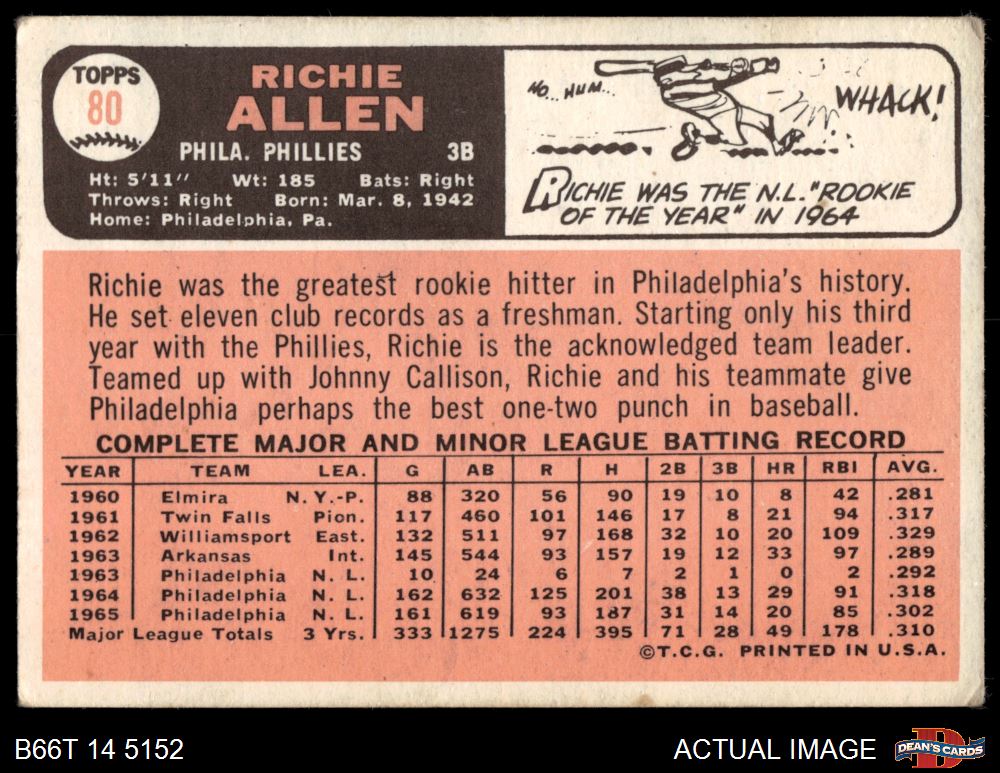 TOPPS
80
RICHIE
ALLEN
PHILA. PHILLIES 3B
Ht: 5'11" Wt: 185 Bats: Right
Throws: Right Born: Mar. 8, 1942
Home: Philadelphia, Pa.
HO.. HUM...
WHACK!
RICHIE WAS THE N.L. "ROOKIE
OF THE YEAR" IN 1964
Richie was the greatest rookie hitter in Philadelphia's history.
He set eleven club records as a freshman. Starting only his third
year with the Phillies, Richie is the acknowledged team leader.
Teamed up with Johnny Callison, Richie and his teammate give
Philadelphia perhaps the best one-two punch in baseball.
COMPLETE MAJOR AND MINOR LEAGUE BATTING RECORD
YEAR TEAM LEA. G AB R H 2B 3B HR RBI AVG.
1960 Elmira N.Y.-P. 88 320 56 90 19 10 8 42 .281
1961 Twin Falls Pion. 117 460 101 146 17 8 21 94 .317
1962 Williamsport East. 132 511 97 168 32 10 20 109 .329
1963 Arkansas Int. 145 544 93 157 19 12 33 97 .289
1963 Philadelphia N. L. 10 24 6 7 2 1 0 2 .292
1964 Philadelphia N. L. 162 632 125 201 38 13 29 91 .318
1965 Philadelphia N. L. 161 619 93 187 31 14 20 85 .302
Major League Totals 3 Yrs. 333 1275 224 395 71 28 49 178 .310
©T.C.G. PRINTED IN U.S.A.
B66T 14 5152
ACTUAL IMAGE
DEAN'S CARDS